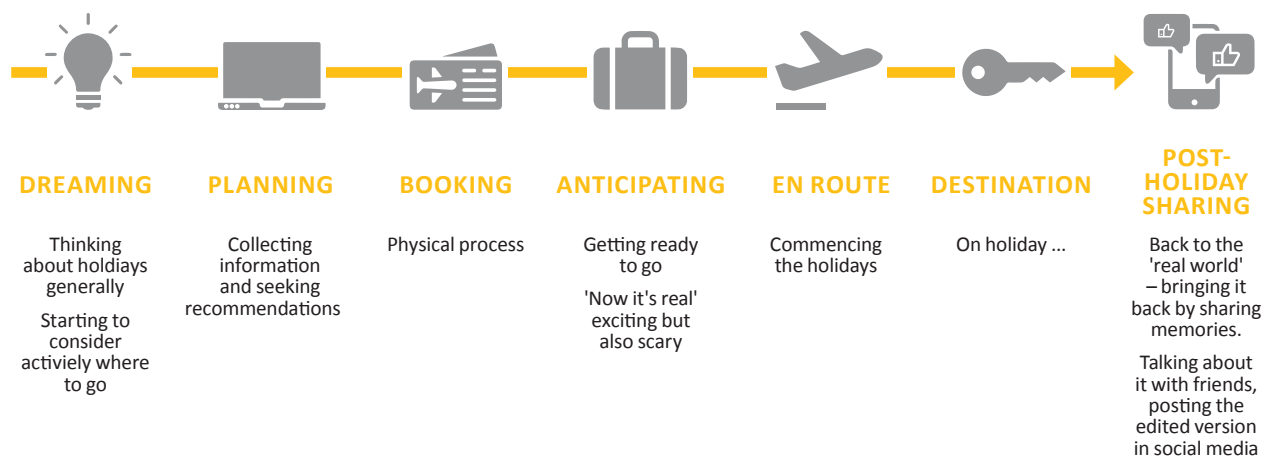 DREAMING
Thinking
about holdiays
generally
Starting to
consider
activiely where
to go
PLANNING
Collecting
information
and seeking
recommendations
BOOKING
Physical process
ANTICIPATING
Getting ready
to go
'Now it's real'
exciting but
also scary
EN ROUTE
Commencing
the holidays
DESTINATION
On holiday ...
POST-
HOLIDAY
SHARING
Back to the
'real world'
– bringing it
back by sharing
memories.
Talking about
it with friends,
posting the
edited version
in social media